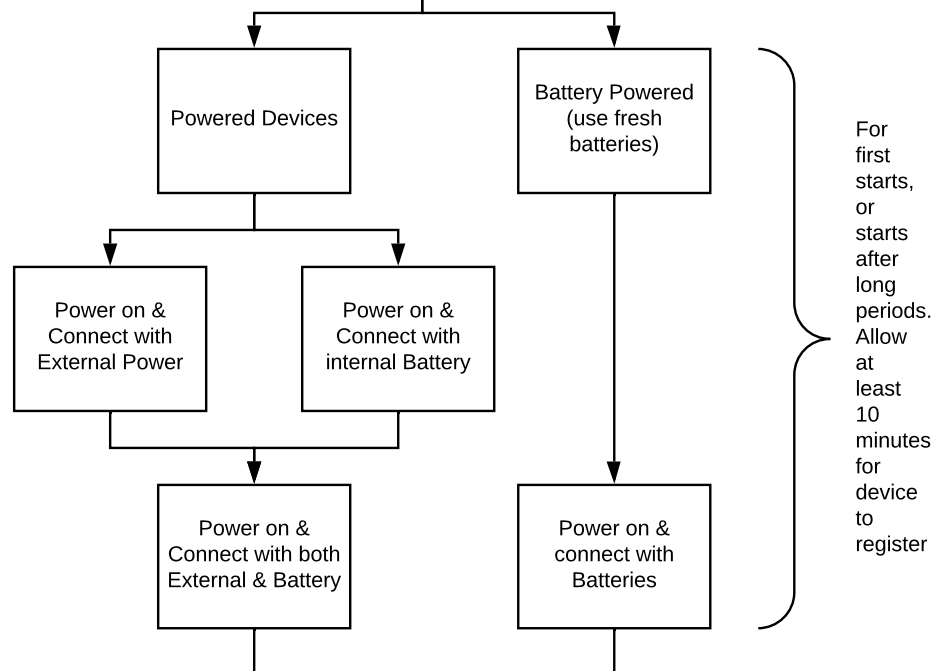 Powered Devices
Battery Powered
(use fresh
batteries)
Power on &
Connect with
External Power
Power on &
Connect with
internal Battery
Power on &
Connect with both
External & Battery
Power on &
connect with
Batteries
For
first
starts,
or
starts
after
long
periods.
Allow
at
least
10
minutes
for
device
to
register